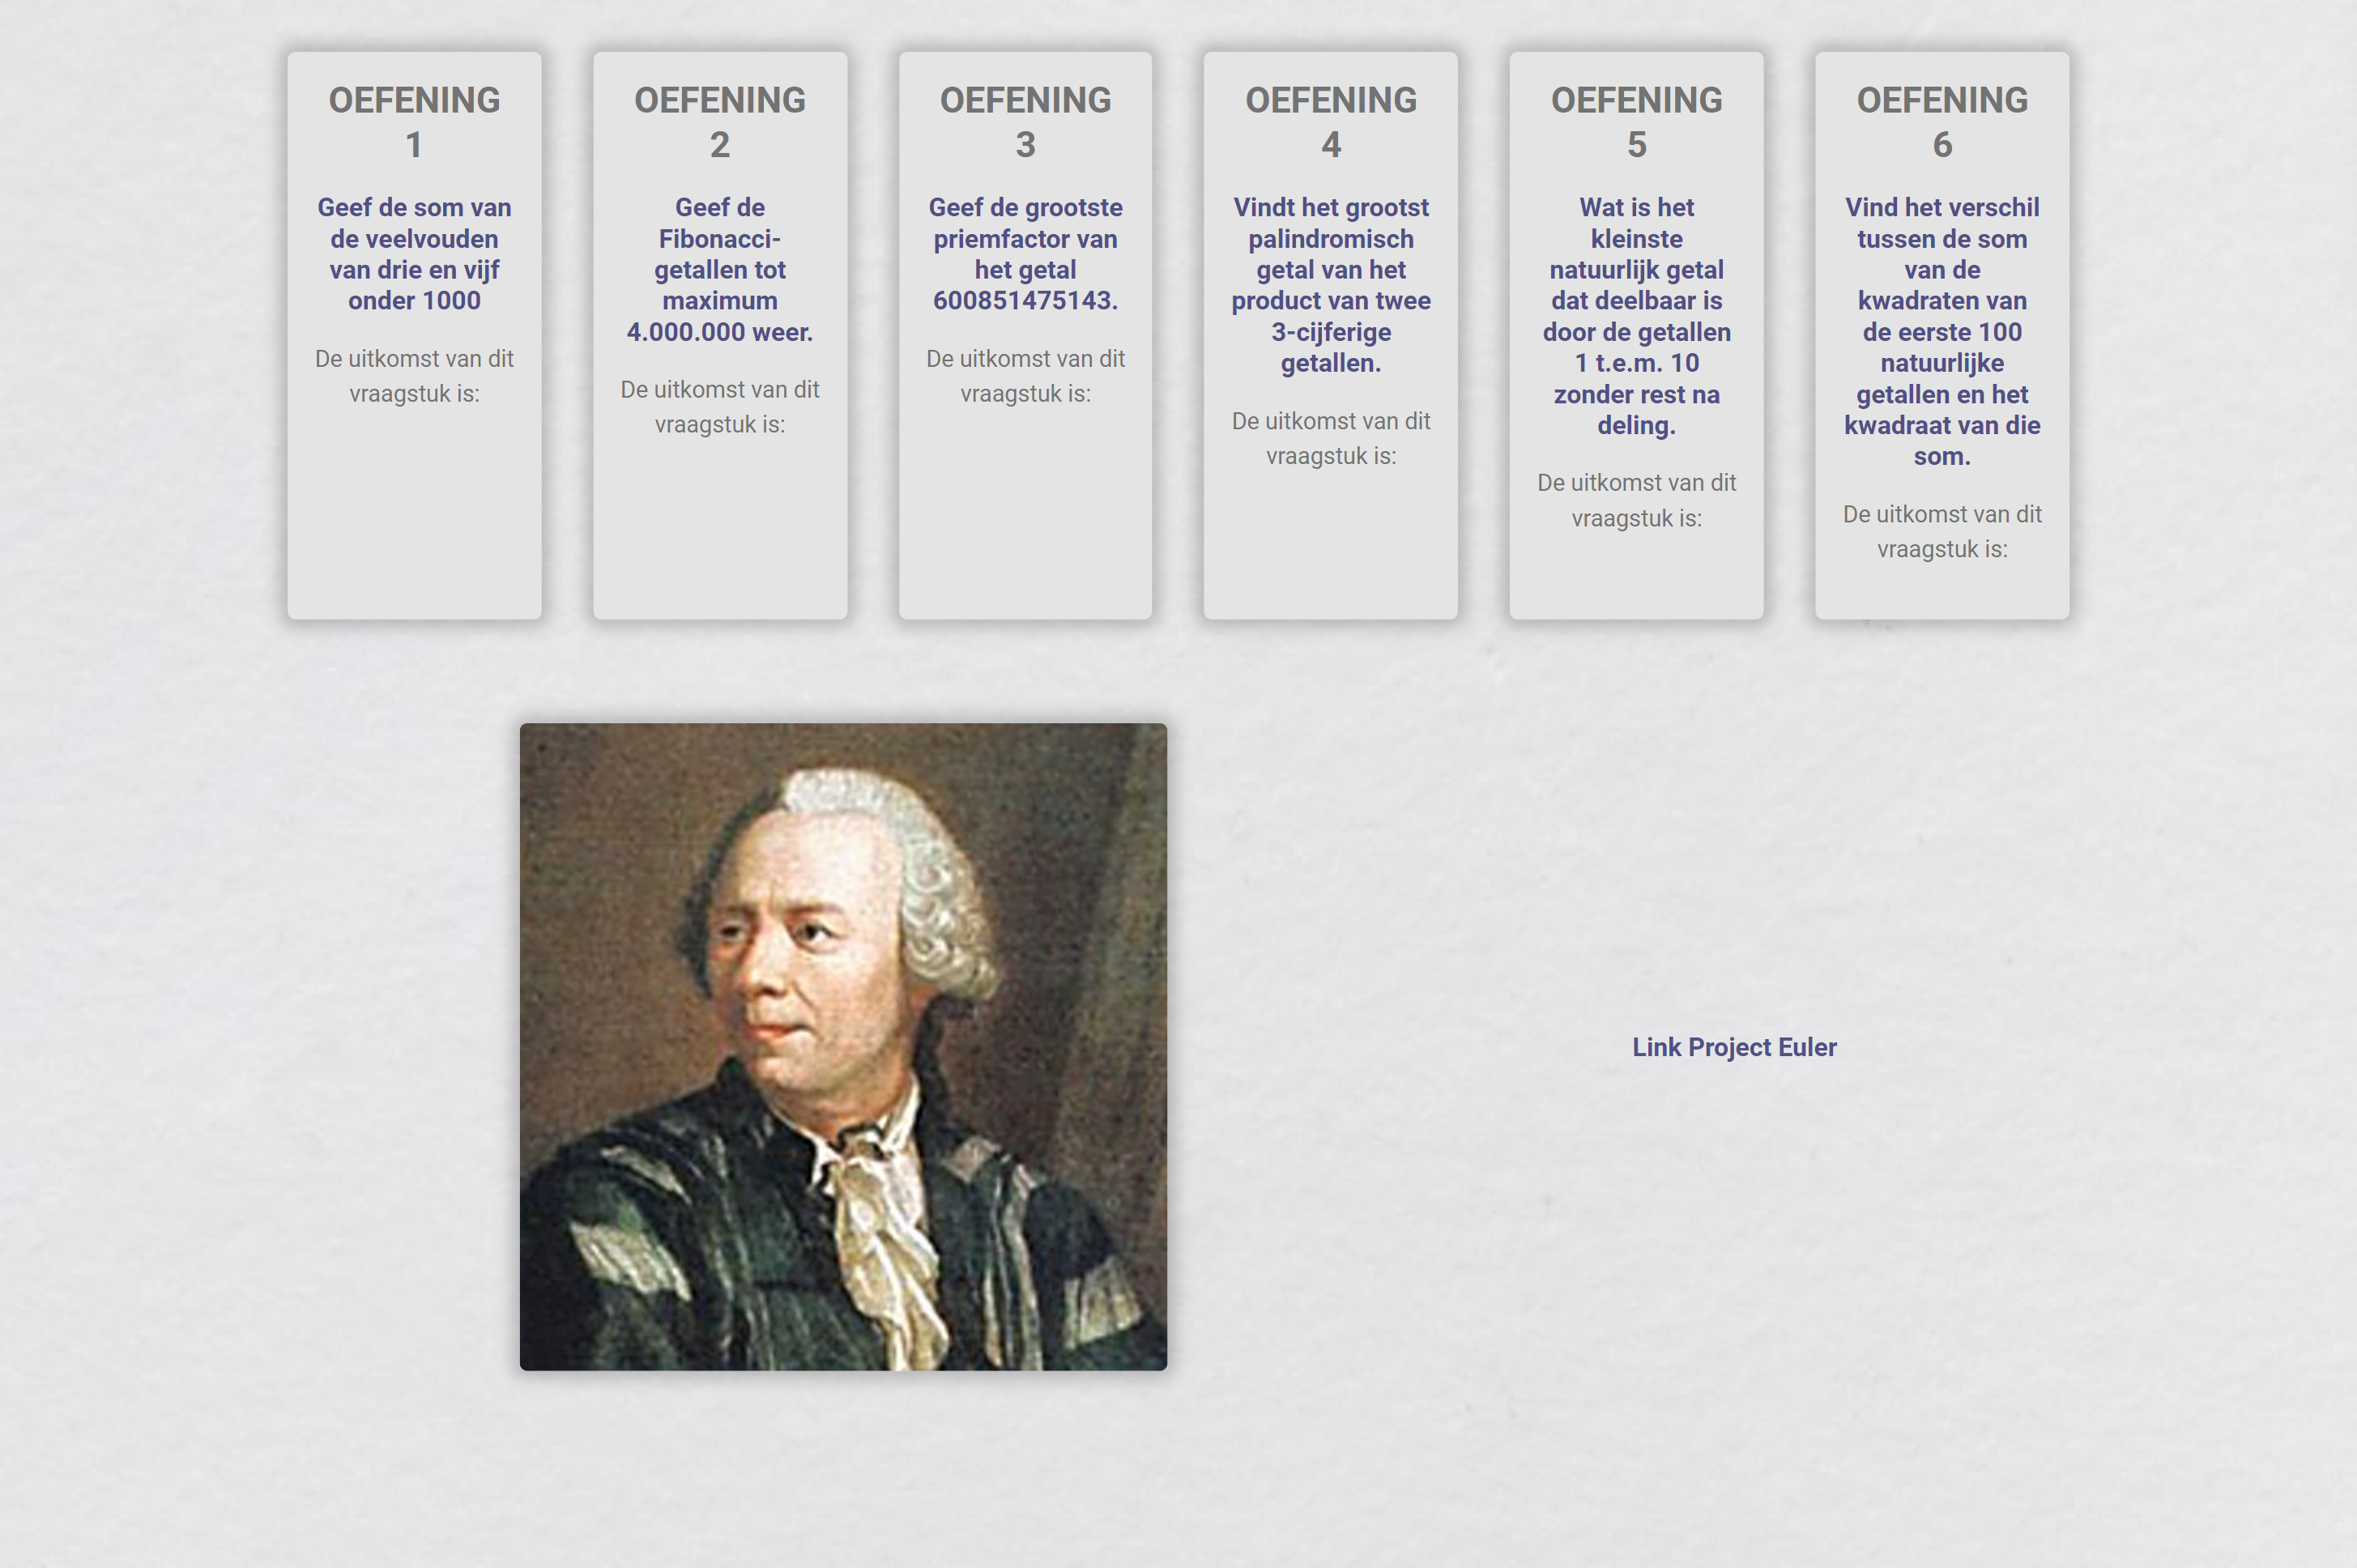 OEFENING
1
Geef de som van
de veelvouden
van drie en vijf
onder 1000
De uitkomst van dit
vraagstuk is:
OEFENING
2
Geef de
Fibonacci-
getallen tot
maximum
4.000.000 weer.
De uitkomst van dit
vraagstuk is:
OEFENING
3
Geef de grootste
priemfactor van
het getal
600851475143.
De uitkomst van dit
vraagstuk is:
OEFENING
4
Vindt het grootst
palindromisch
getal van het
product van twee
3-cijferige
getallen.
De uitkomst van dit
vraagstuk is:
OEFENING
5
Wat is het
kleinste
natuurlijk getal
dat deelbaar is
door de getallen
1 t.e.m. 10
zonder rest na
deling.
De uitkomst van dit
vraagstuk is:
OEFENING
6
Vind het verschil
tussen de som
van de
kwadraten van
de eerste 100
natuurlijke
getallen en het
kwadraat van die
som.
De uitkomst van dit
vraagstuk is:
Link Project Euler